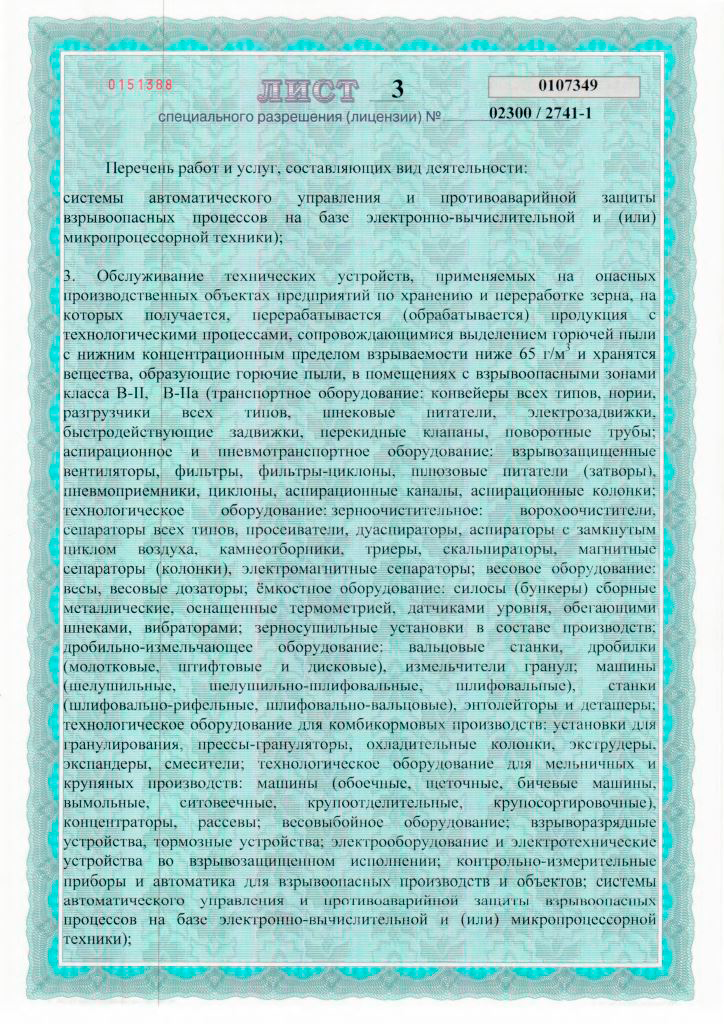 0151388
ЛИСТ 3
0107349
специального разрешения (лицензии) № 02300 / 2741-1
Перечень работ и услуг, составляющих вид деятельности:
системы автоматического управления и противоаварийной защиты
взрывоопасных процессов на базе электронно-вычислительной и (или)
микропроцессорной техники);
3. Обслуживание технических устройств, применяемых на опасных
производственных объектах предприятий по хранению и переработке зерна, на
которых получается, перерабатывается (обрабатывается) продукция с
технологическими процессами, сопровождающимися выделением горючей пыли
с нижним концентрационным пределом взрываемости ниже 65 г/м³ и хранятся
вещества, образующие горючие пыли, в помещениях с взрывоопасными зонами
класса В-II, В-IIа (транспортное оборудование: конвейеры всех типов, нории,
разгрузчики всех типов, шнековые питатели, электрозадвижки,
быстродействующие задвижки, перекидные клапаны, поворотные трубы;
аспирационное и пневмотранспортное оборудование: взрывозащищенные
вентиляторы, фильтры, фильтры-циклоны, шлюзовые питатели (затворы),
пневмоприемники, циклоны, аспирационные каналы, аспирационные колонки;
технологическое оборудование: зерноочистительное: ворохоочистители,
сепараторы всех типов, просеиватели, дуаспираторы, аспираторы с замкнутым
циклом воздуха, камнеотборники, триеры, скальпираторы, магнитные
сепараторы (колонки), электромагнитные сепараторы; весовое оборудование:
весы, весовые дозаторы; ёмкостное оборудование: силосы (бункеры) сборные
металлические, оснащенные термометрией, датчиками уровня, обегающими
шнеками, вибраторами; зерносушильные установки в составе производств;
дробильно-измельчающее оборудование: вальцовые станки, дробилки
(молотковые, штифтовые и дисковые), измельчители гранул; машины
(шелушильные, шелушильно-шлифовальные, шлифовальные), станки
(шлифовально-рифельные, шлифовально-вальцовые), энтолейторы и деташеры;
технологическое оборудование для комбикормовых производств: установки для
гранулирования, прессы-грануляторы, охладительные колонки, экструдеры,
экспандеры, смесители; технологическое оборудование для мельничных и
крупяных производств: машины (обоечные, щеточные, бичевые машины,
вымольные, ситовеечные, крупоотделительные, крупосортировочные),
концентраторы, рассевы; весовыбойное оборудование; взрыворазрядные
устройства, тормозные устройства; электрооборудование и электротехнические
устройства во взрывозащищенном исполнении; контрольно-измерительные
приборы и автоматика для взрывоопасных производств и объектов; системы
автоматического управления и противоаварийной защиты взрывоопасных
процессов на базе электронно-вычислительной и (или) микропроцессорной
техники);